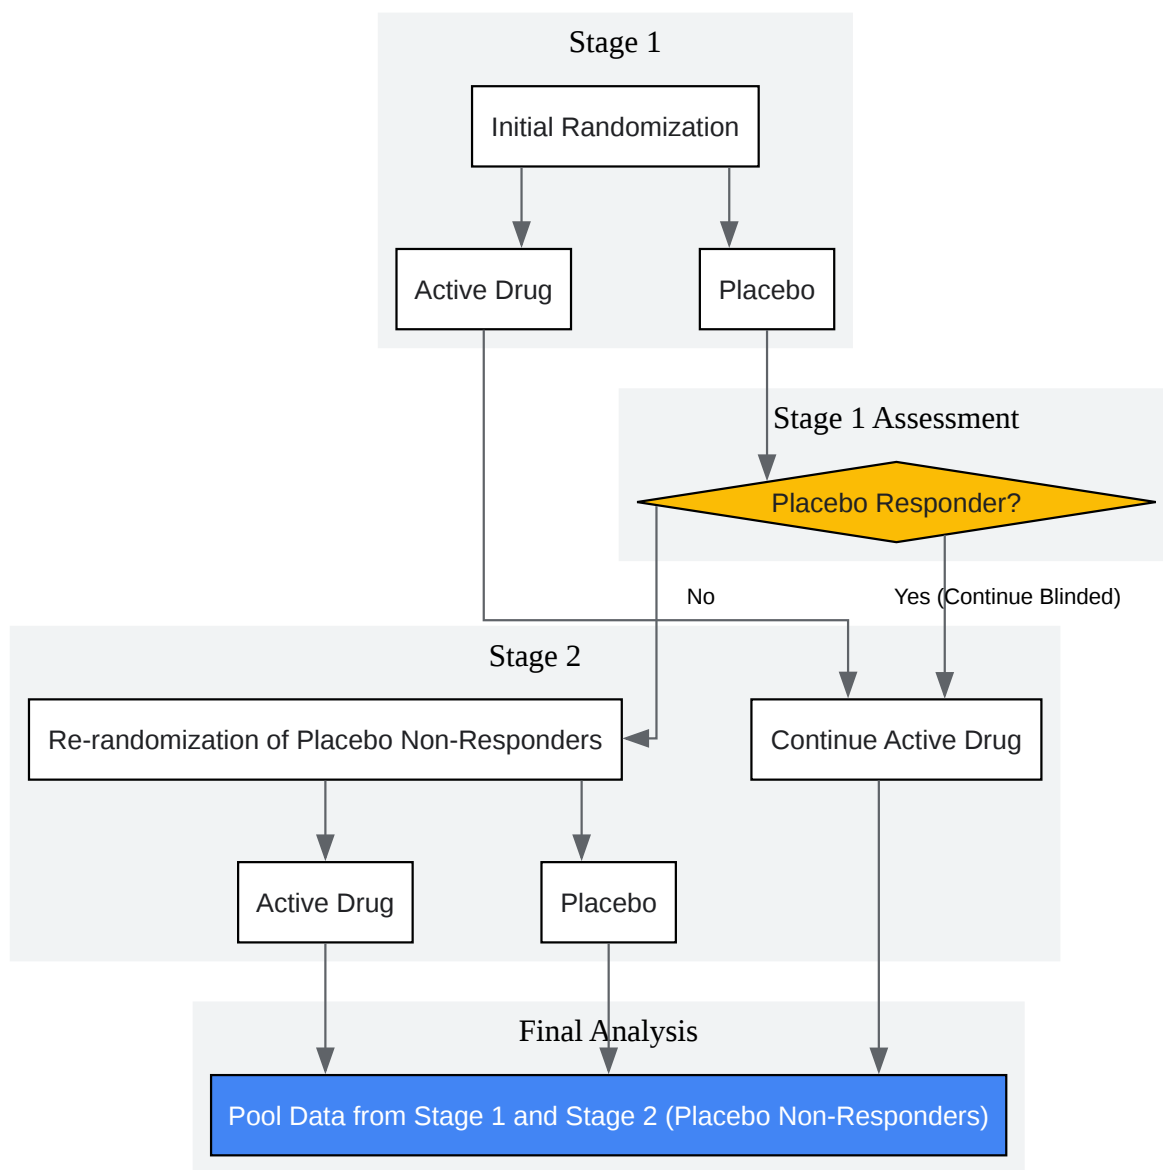 Stage 1
Initial Randomization
Active Drug
Placebo
Stage 1 Assessment
Placebo Responder?
No
Yes (Continue Blinded)
Stage 2
Re-randomization of Placebo Non-Responders
Continue Active Drug
Active Drug
Placebo
Final Analysis
Pool Data from Stage 1 and Stage 2 (Placebo Non-Responders)